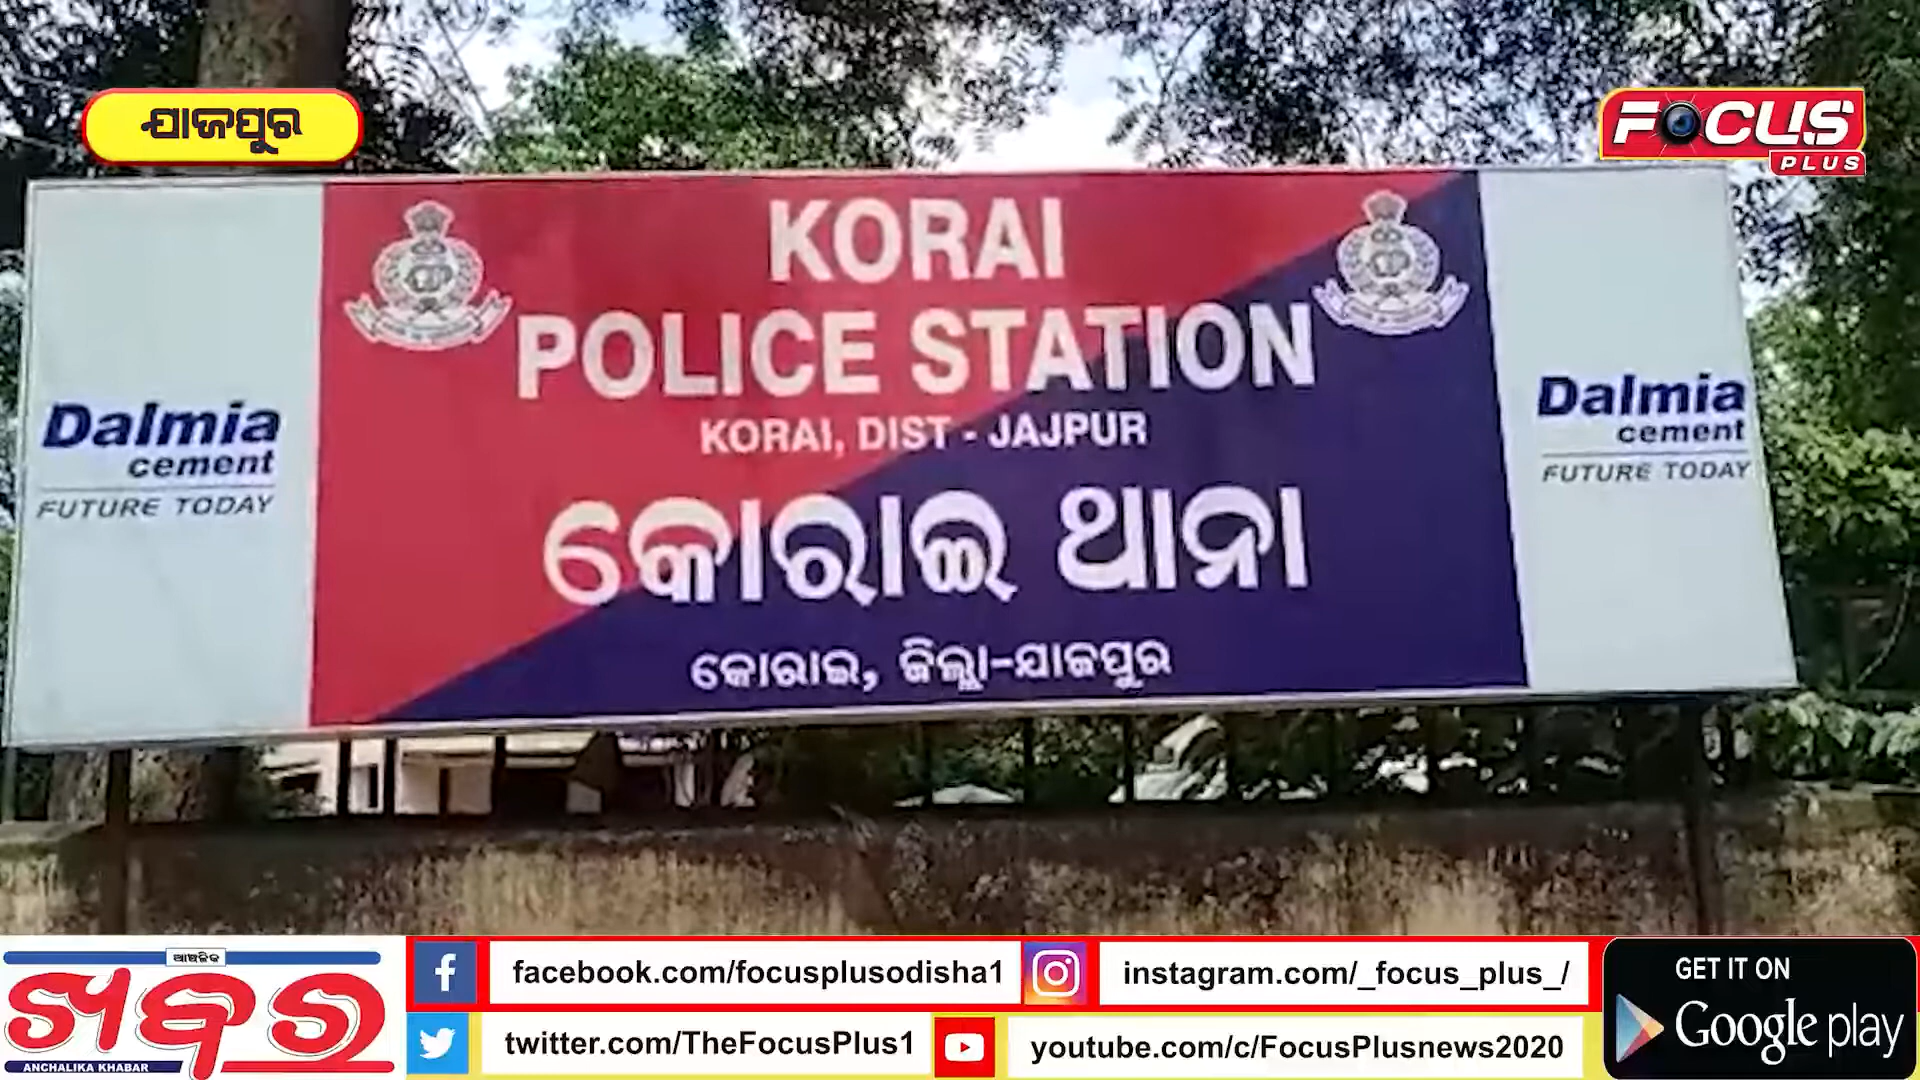 ଯାଜପୁର
FOCUS
PLUS
KORAI
POLICE STATION
KORAI, DIST - JAJPUR
କୋରାଇ ଥାନା
କୋରାଇ, ଜିଲ୍ଲା-ଯାଜପୁର
Dalmia
cement
FUTURE TODAY
Dalmia
cement
FUTURE TODAY
ଆଞ୍ଚଳିକ
ଖବର
ANCHALIKA KHABAR
facebook.com/focusplusodisha1
instagram.com/_focus_plus_/
twitter.com/TheFocusPlus1
youtube.com/c/FocusPlusnews2020
GET IT ON
Google play